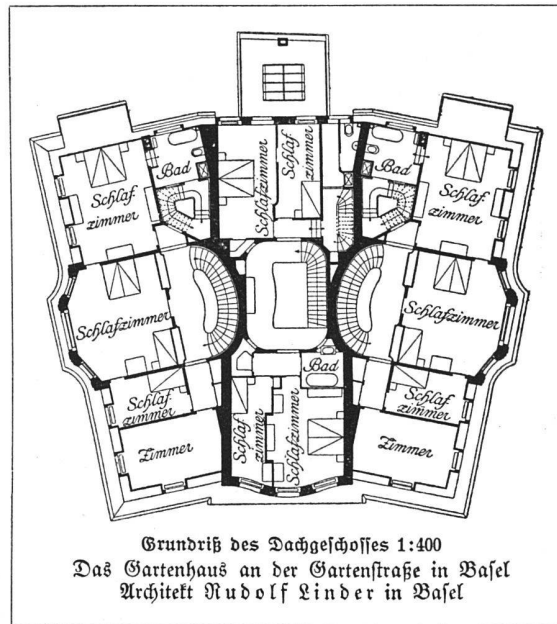 Bad
Schlafzimmer
Schlaf
zimmer
Bad
Schlaf
zimmer
Schlaf
zimmer
Schlafzimmer
Schlafzimmer
Bad
Schlaf
zimmer
Schlaf
zimmer
Schlafzimmer
Schlaf
zimmer
Zimmer
Zimmer
Grundriß des Dachgeschosses 1:400
Das Gartenhaus an der Gartenstraße in Basel
Architekt Rudolf Linder in Basel